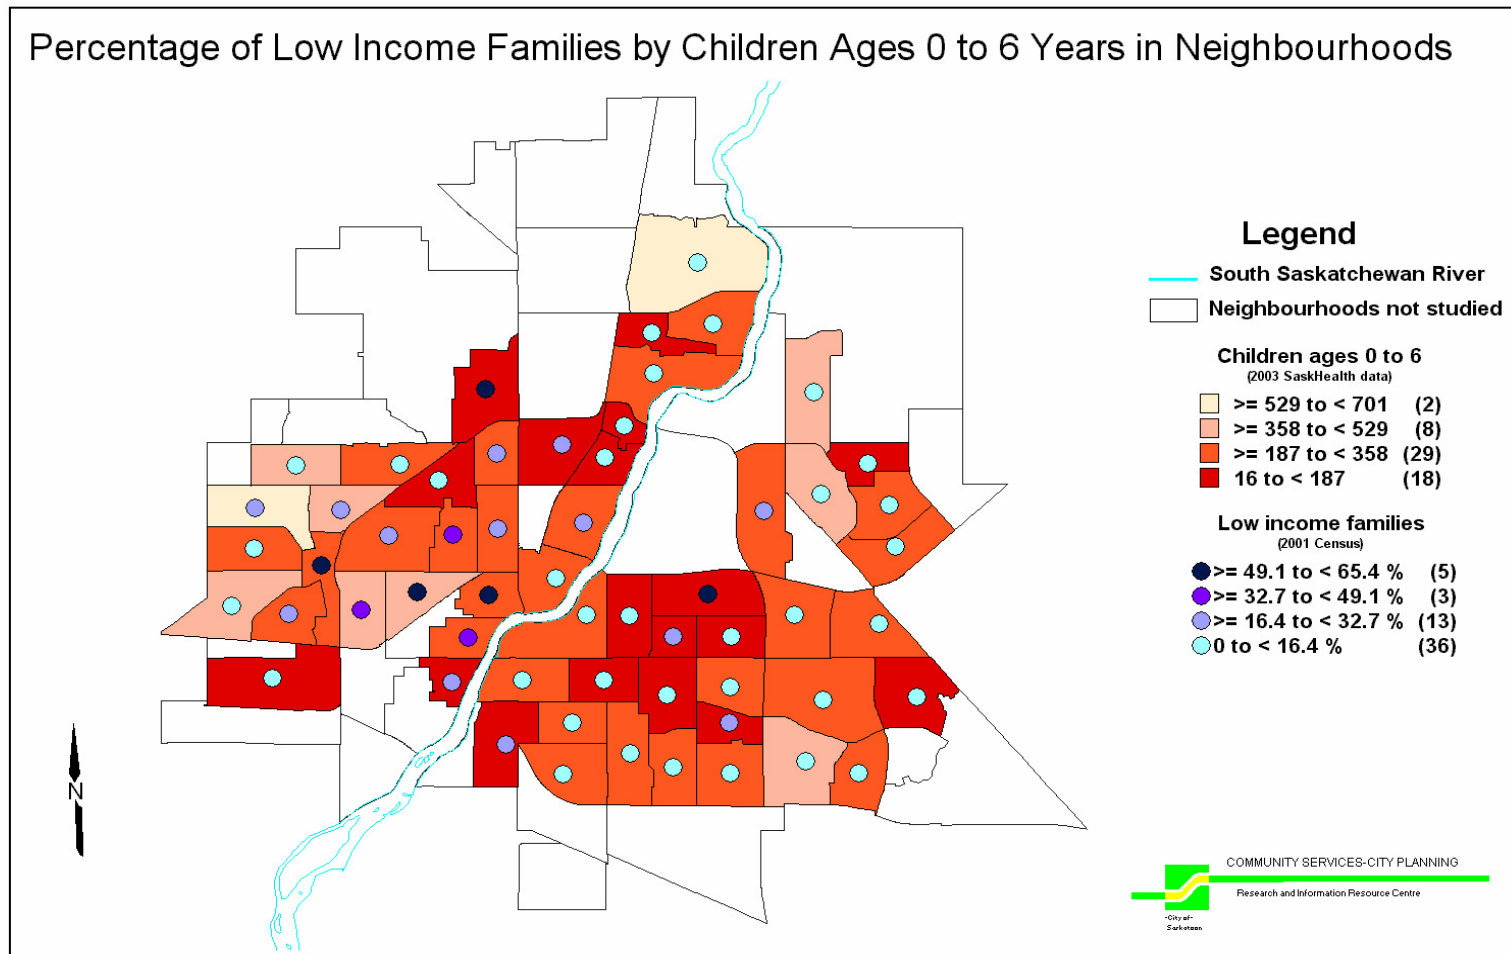 Percentage of Low Income Families by Children Ages 0 to 6 Years in Neighbourhoods
Legend
South Saskatchewan River
Neighbourhoods not studied
Children ages 0 to 6
(2003 SaskHealth data)
>= 529 to < 701 (2)
>= 358 to < 529 (8)
>= 187 to < 358 (29)
16 to < 187 (18)
Low income families
(2001 Census)
>= 49.1 to < 65.4 % (5)
>= 32.7 to < 49.1 % (3)
>= 16.4 to < 32.7 % (13)
0 to < 16.4 % (36)
N
COMMUNITY SERVICES-CITY PLANNING
Research and Information Resource Centre
-City of-
Saskatoon